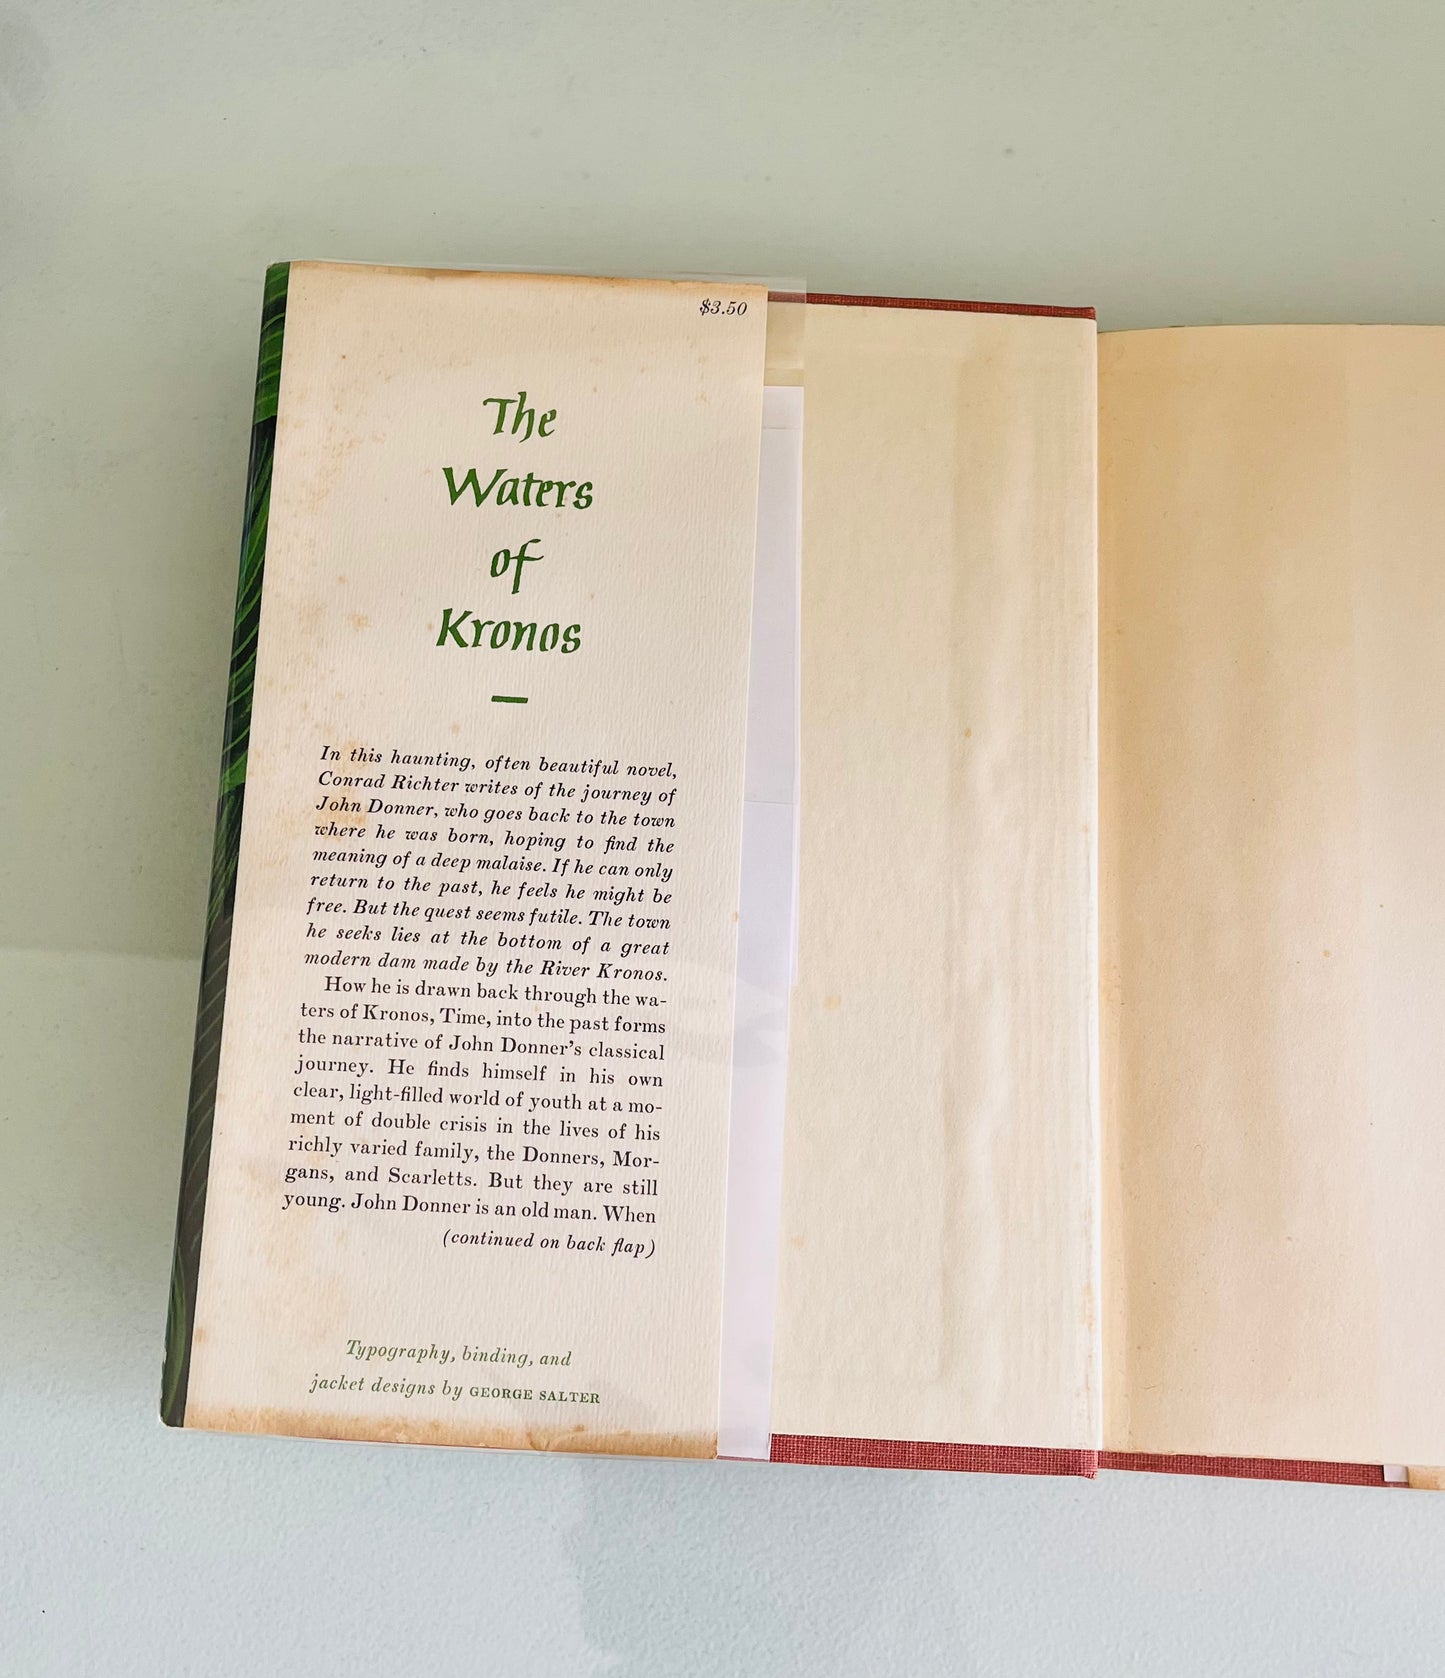 $3.50
The
Waters
of
Kronos
In this haunting, often beautiful novel,
Conrad Richter writes of the journey of
John Donner, who goes back to the town
where he was born, hoping to find the
meaning of a deep malaise. If he can only
return to the past, he feels he might be
free. But the quest seems futile. The town
he seeks lies at the bottom of a great
modern dam made by the River Kronos.
How he is drawn back through the wa-
ters of Kronos, Time, into the past forms
the narrative of John Donner's classical
journey. He finds himself in his own
clear, light-filled world of youth at a mo-
ment of double crisis in the lives of his
richly varied family, the Donners, Mor-
gans, and Scarletts. But they are still
young. John Donner is an old man. When
(continued on back flap)
Typography, binding, and
jacket designs by GEORGE SALTER